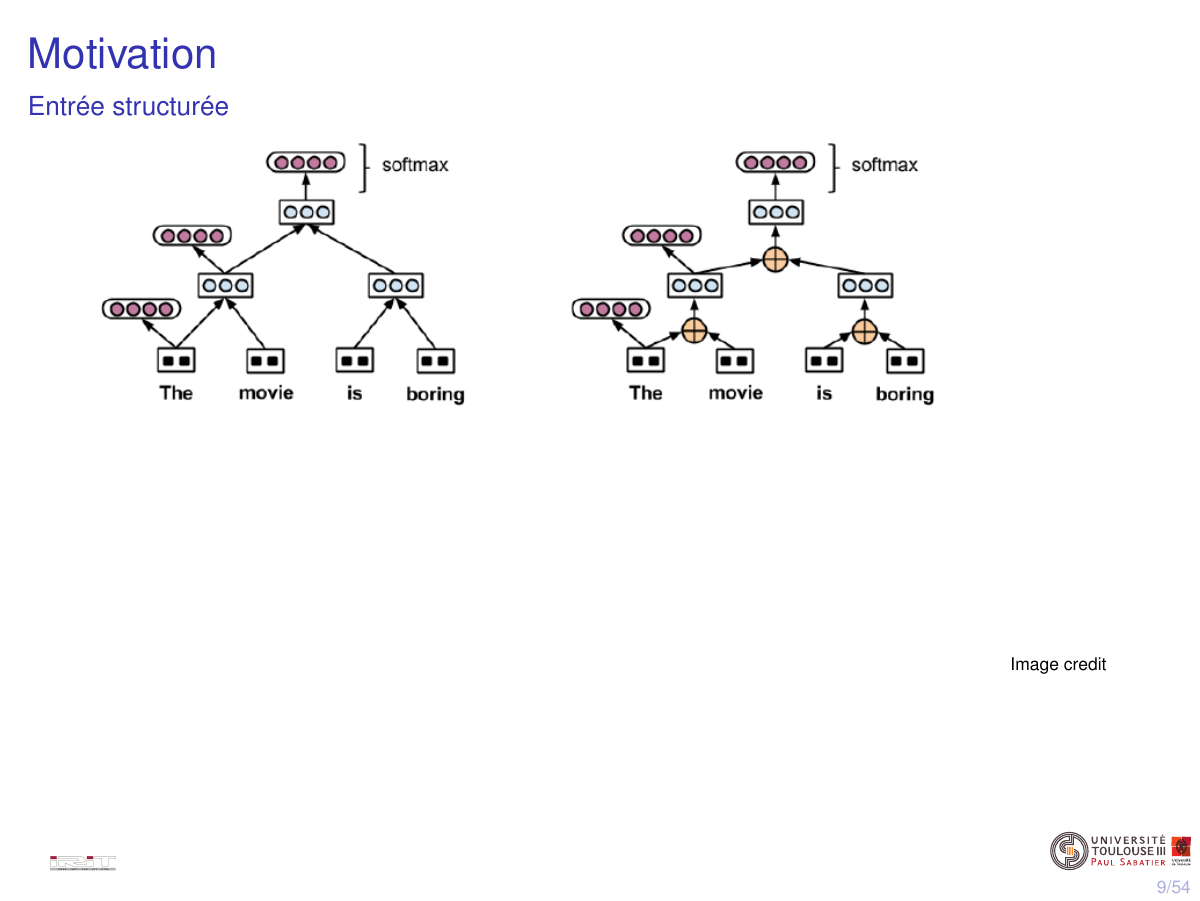 Motivation
Entrée structurée
softmax
softmax
The movie is boring
The movie is boring
Image credit
IRIT
UNIVERSITÉ
TOULOUSE III
PAUL SABATIER
9/54